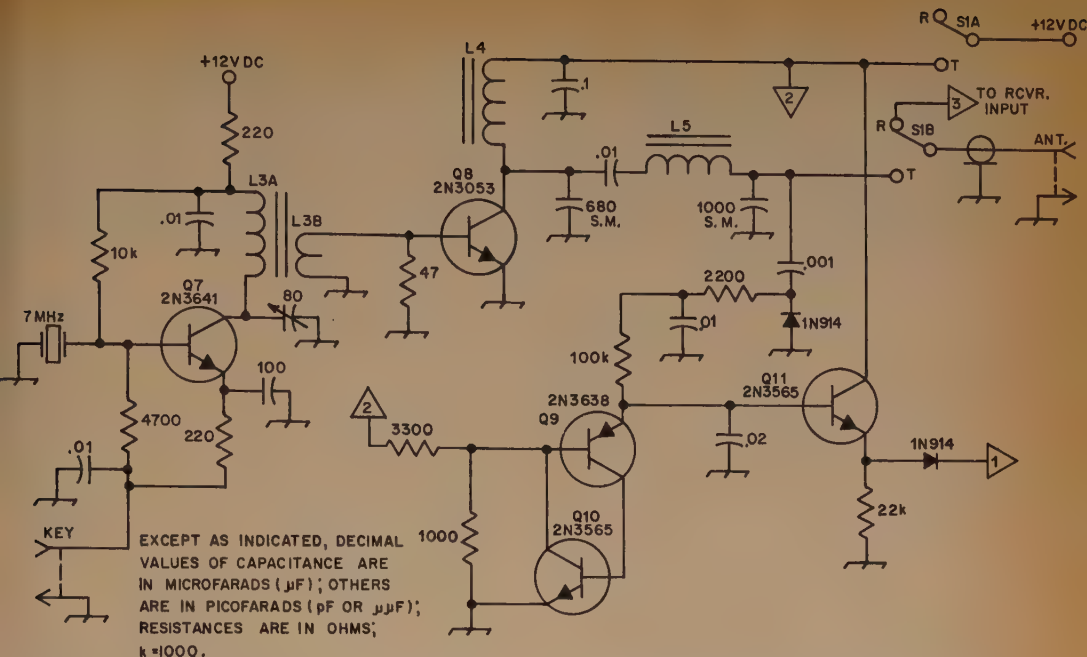 L4
R
S1A
+12VDC
+12VDC
.1
2
T
TO RCVR.
INPUT
3
R
S1B
ANT.
220
L5
T
Q8
2N3053
.01
L3A
L3B
.01
680
S.M.
1000
S.M.
10k
47
2200
.001
Q7
2N3641
80
.01
1N914
7MHz
100k
100
Q11
2N3565
2N3638
Q9
2
3300
4700
220
.02
1N914
1
.01
22k
Q10
2N3565
1000
KEY
EXCEPT AS INDICATED, DECIMAL
VALUES OF CAPACITANCE ARE
IN MICROFARADS (µF); OTHERS
ARE IN PICOFARADS (pF OR µµF);
RESISTANCES ARE IN OHMS;
k=1000.